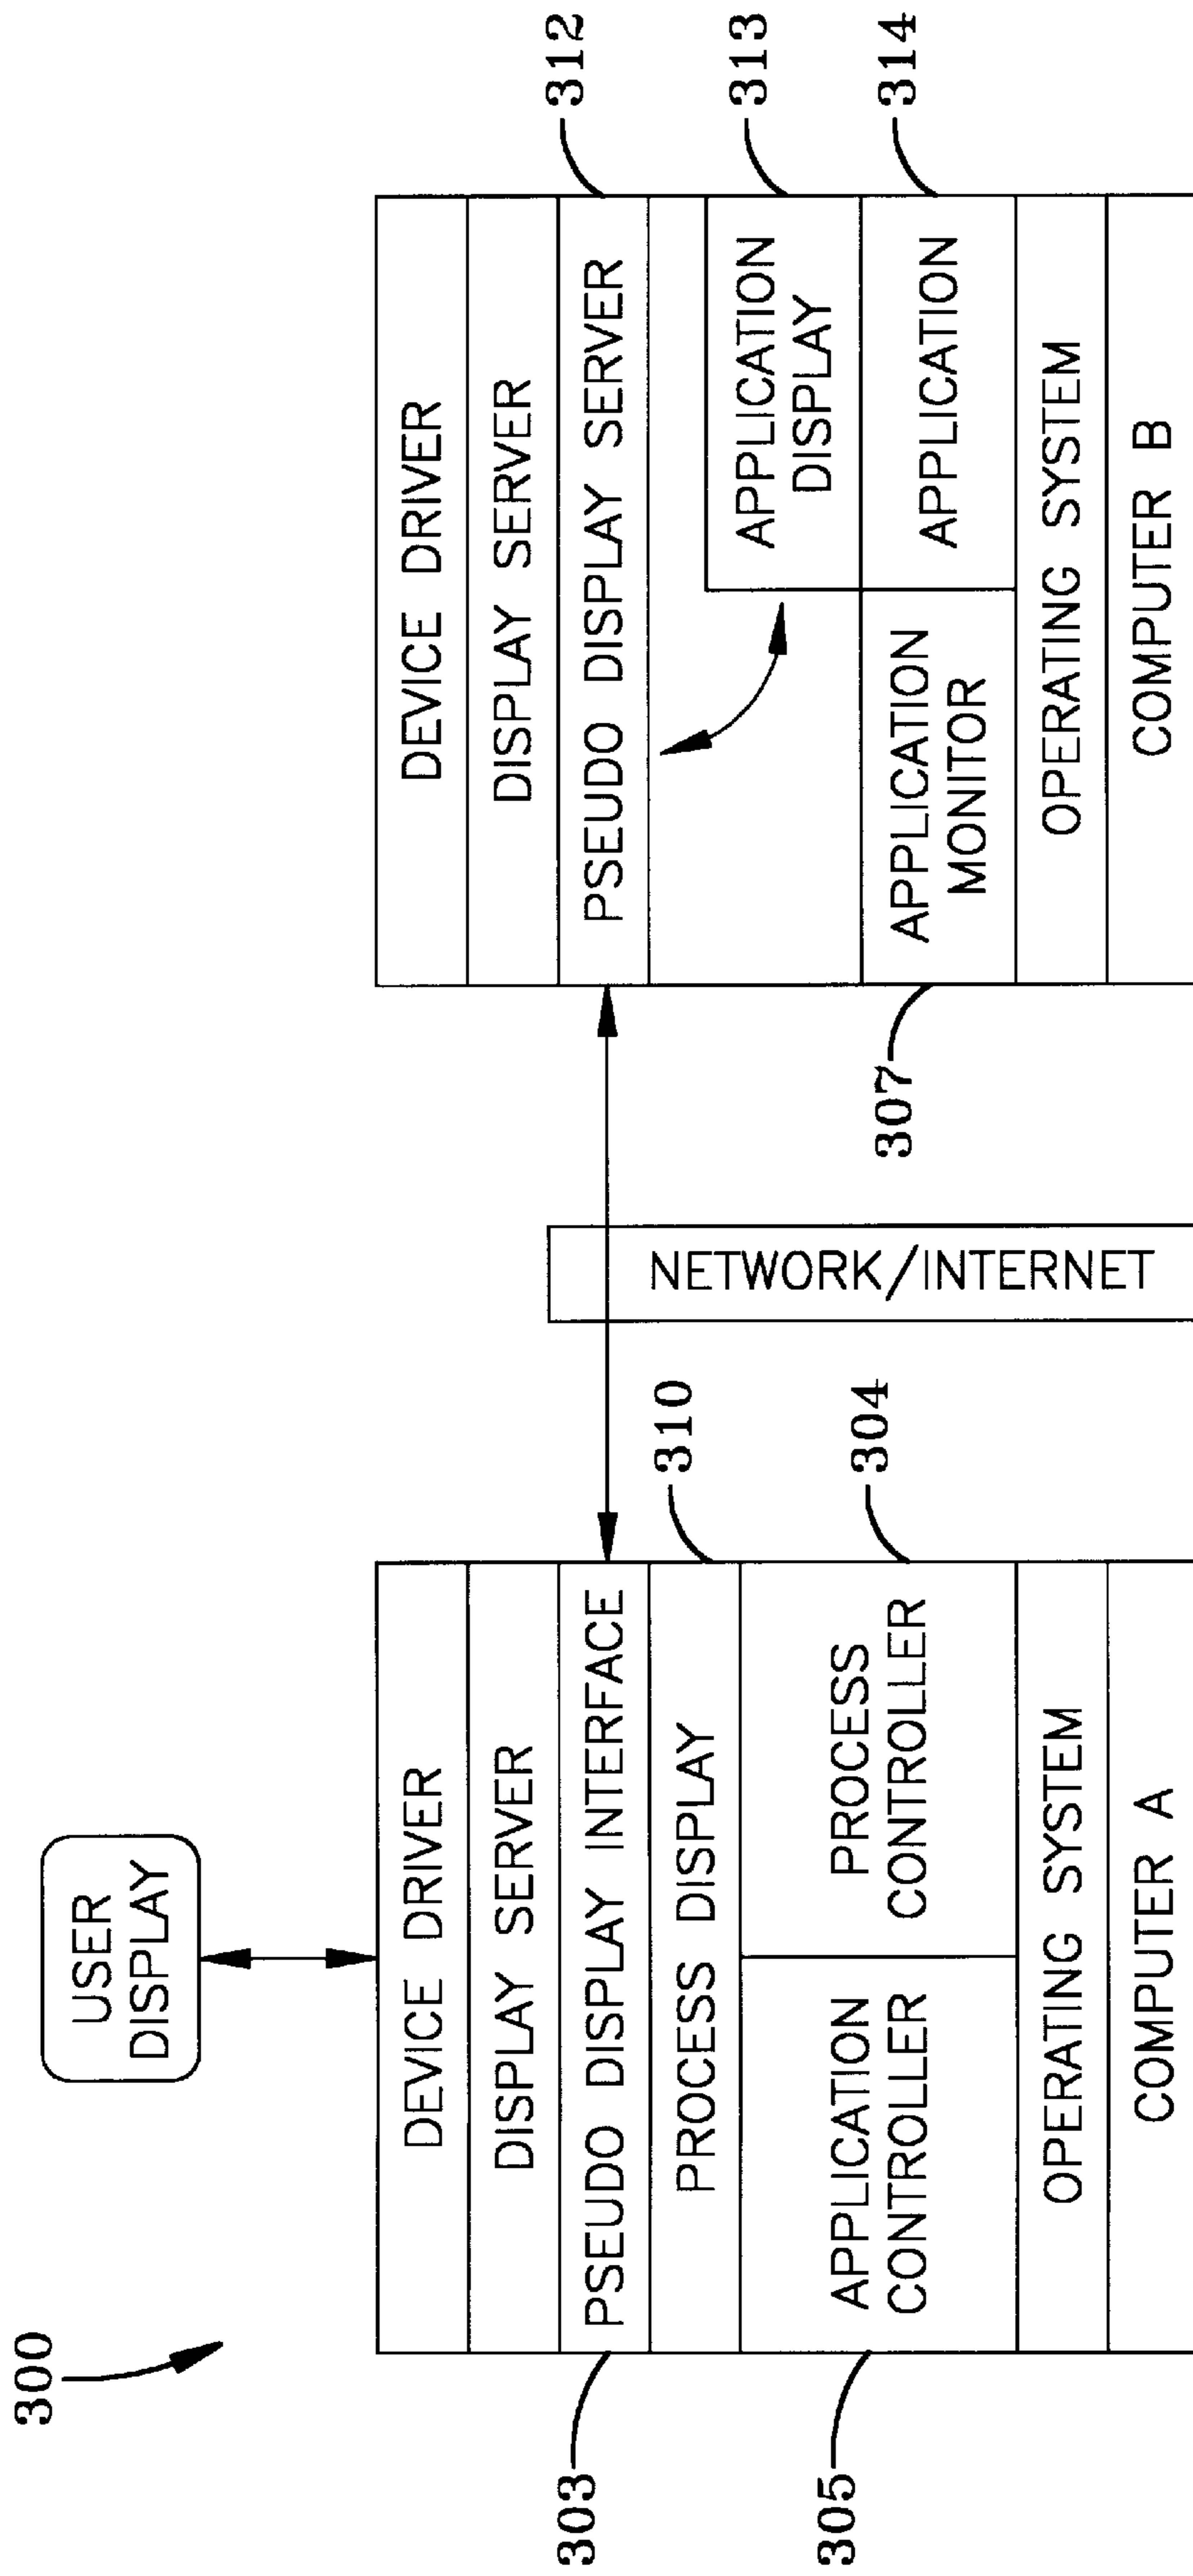 300
USER
DISPLAY
DEVICE DRIVER
DISPLAY SERVER
303
PSEUDO DISPLAY INTERFACE
PROCESS DISPLAY
310
305
APPLICATION
CONTROLLER
PROCESS
CONTROLLER
304
OPERATING SYSTEM
COMPUTER A
NETWORK/INTERNET
DEVICE DRIVER
DISPLAY SERVER
PSEUDO DISPLAY SERVER
312
APPLICATION
DISPLAY
313
307
APPLICATION
MONITOR
APPLICATION
314
OPERATING SYSTEM
COMPUTER B